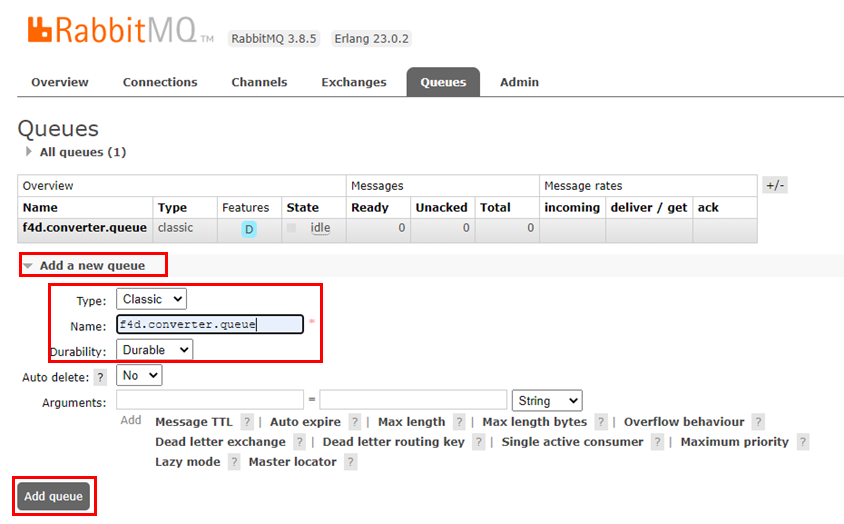 RabbitMQ TM RabbitMQ 3.8.5 Erlang 23.0.2
Overview Connections Channels Exchanges Queues Admin
Queues
All queues (1)
Overview Messages Message rates +/-
Name Type Features State Ready Unacked Total incoming deliver / get ack
f4d.converter.queue classic D idle 0 0 0
Add a new queue
Type: Classic
Name: f4d.converter.queue *
Durability: Durable
Auto delete: ? No
Arguments: = String
Add Message TTL ? | Auto expire ? | Max length ? | Max length bytes ? | Overflow behaviour ?
Dead letter exchange ? | Dead letter routing key ? | Single active consumer ? | Maximum priority ?
Lazy mode ? Master locator ?
Add queue